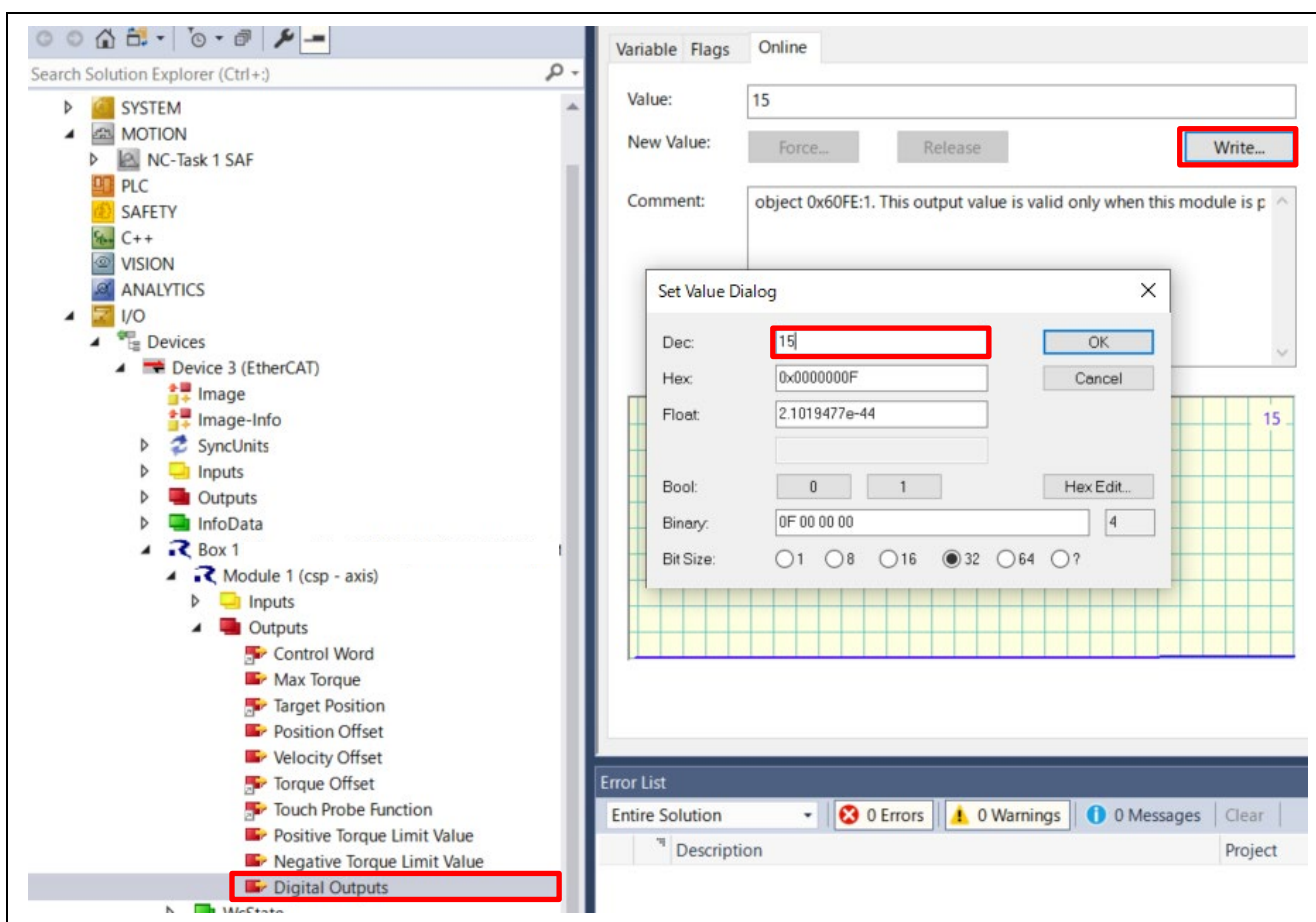 Search Solution Explorer (Ctrl+:)
SYSTEM
MOTION
NC-Task 1 SAF
PLC
SAFETY
C++
VISION
ANALYTICS
I/O
Devices
Device 3 (EtherCAT)
Image
Image-Info
SyncUnits
Inputs
Outputs
InfoData
Box 1
Module 1 (csp - axis)
Inputs
Outputs
Control Word
Max Torque
Target Position
Position Offset
Velocity Offset
Torque Offset
Touch Probe Function
Positive Torque Limit Value
Negative Torque Limit Value
Digital Outputs
WcState
Variable Flags Online
Value: 15
New Value: Force... Release Write...
Comment: object 0x60FE:1. This output value is valid only when this module is p
Set Value Dialog
Dec: 15 OK
Hex: 0x0000000F Cancel
Float: 2.1019477e-44
15
Bool: 0 1 Hex Edit...
Binary: 0F 00 00 00 4
Bit Size: 1 8 16 32 64 ?
Error List
Entire Solution 0 Errors 0 Warnings 0 Messages Clear
Description Project